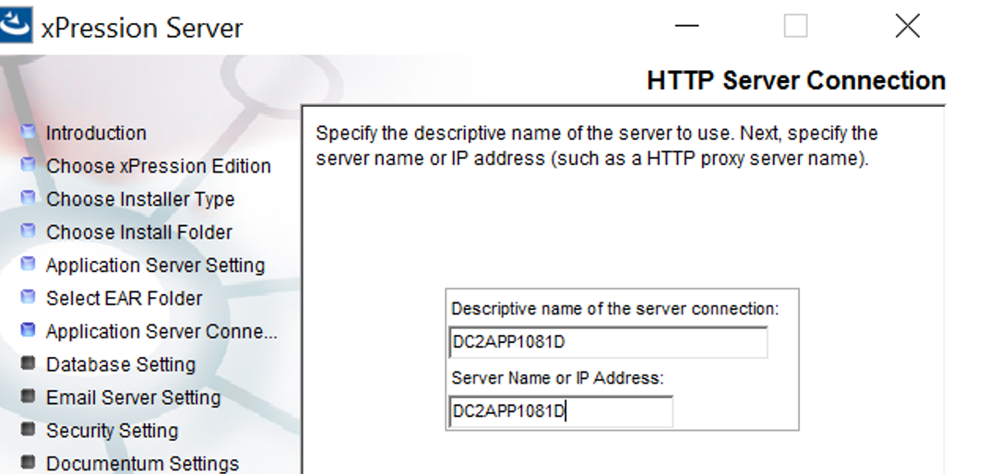 xPression Server
HTTP Server Connection
Introduction
Choose xPression Edition
Choose Installer Type
Choose Install Folder
Application Server Setting
Select EAR Folder
Application Server Conne...
Database Setting
Email Server Setting
Security Setting
Documentum Settings
Specify the descriptive name of the server to use. Next, specify the
server name or IP address (such as a HTTP proxy server name).
Descriptive name of the server connection:
DC2APP1081D
Server Name or IP Address:
DC2APP1081D